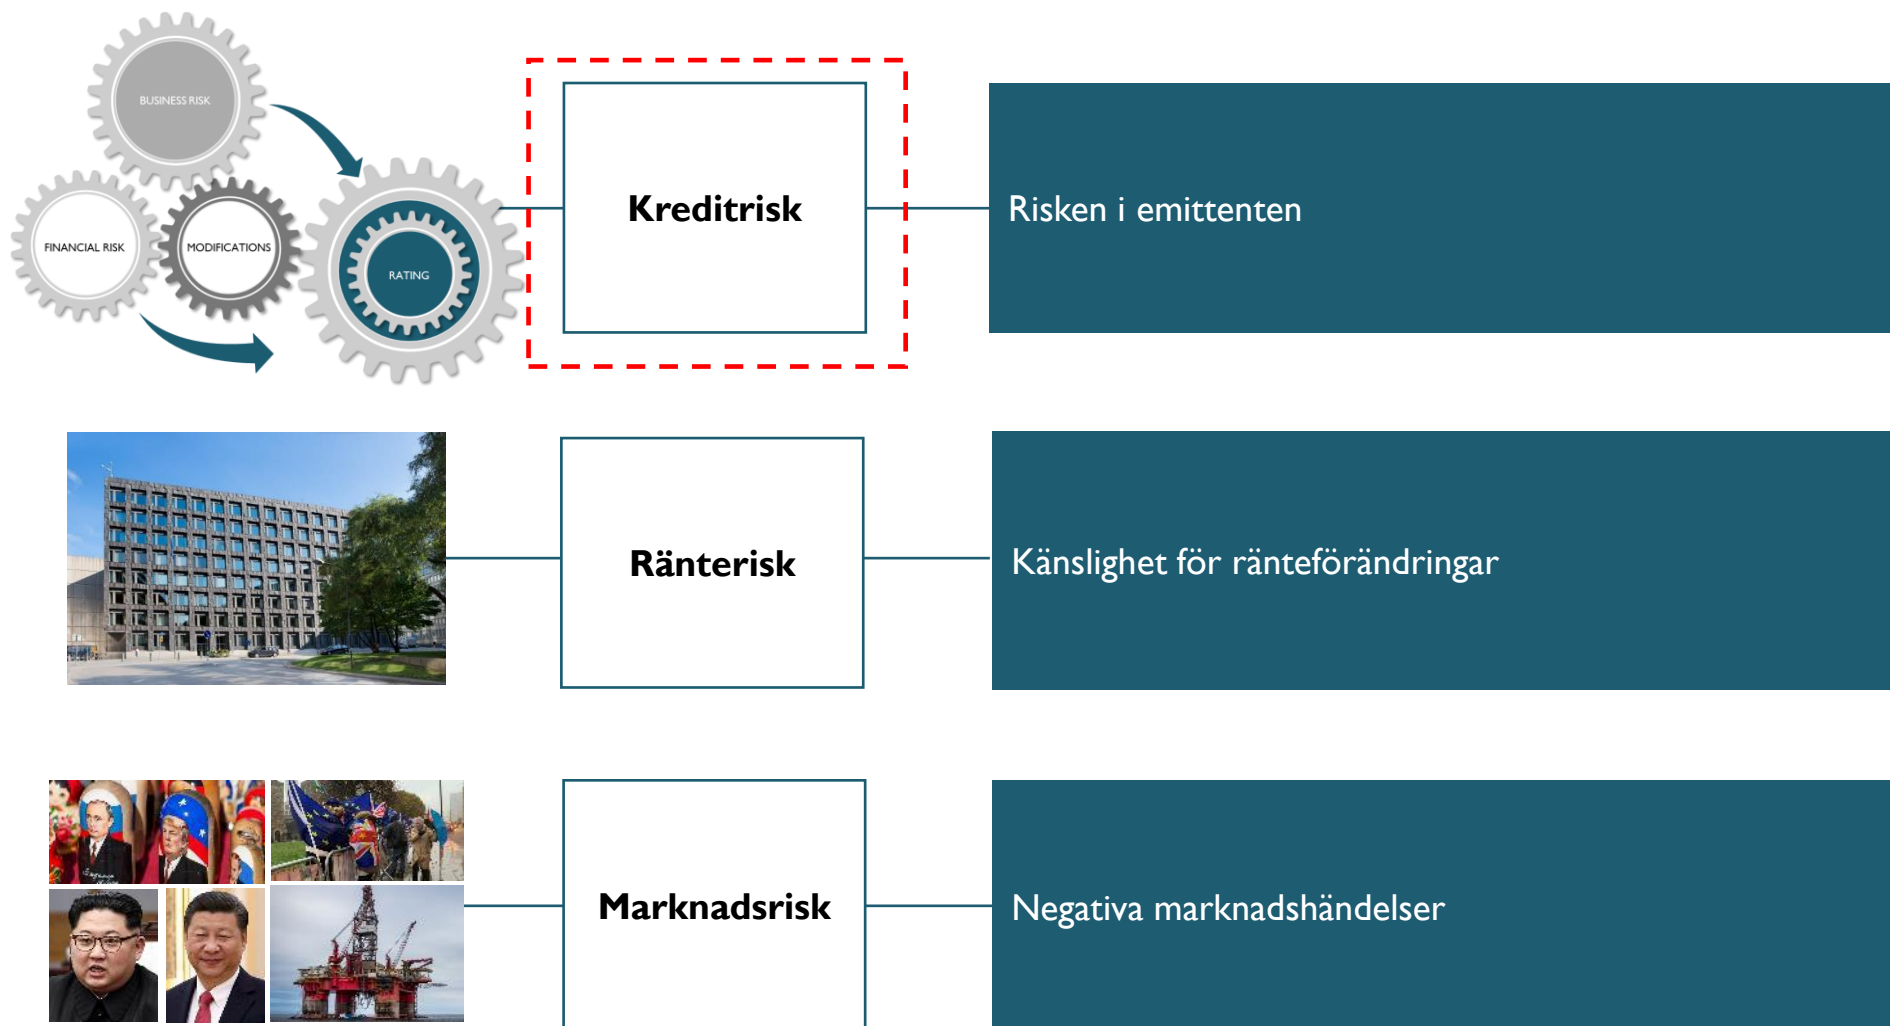 BUSINESS RISK
FINANCIAL RISK
MODIFICATIONS
RATING
Kreditrisk
Risken i emittenten
Ränterisk
Känslighet för ränteförändringar
Marknadsrisk
Negativa marknadshändelser